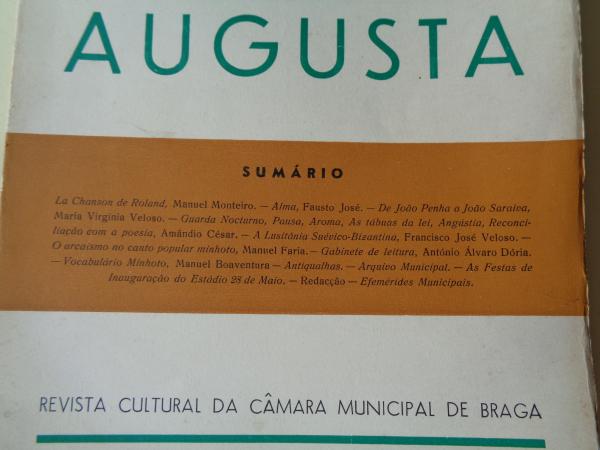 AUGUSTA
SUMÁRIO
La Chanson de Roland, Manuel Monteiro. — Alma, Fausto José. — De João Penha a João Saraiva,
Maria Virgínia Veloso. — Guarda Nocturno, Pausa, Aroma, As tábuas da lei, Angústia, Reconci-
liação com a poesia, Amândio César. — A Lusitânia Suévico-Bizantina, Francisco José Veloso. —
O arcaísmo no canto popular minhoto, Manuel Faria. — Gabinete de leitura, António Álvaro Dória.
— Vocabulário Minhoto, Manuel Boaventura — Antiqualhas. — Arquivo Municipal. — As Festas de
Inauguração do Estádio 28 de Maio. — Redacção — Efemérides Municipais.
REVISTA CULTURAL DA CÂMARA MUNICIPAL DE BRAGA